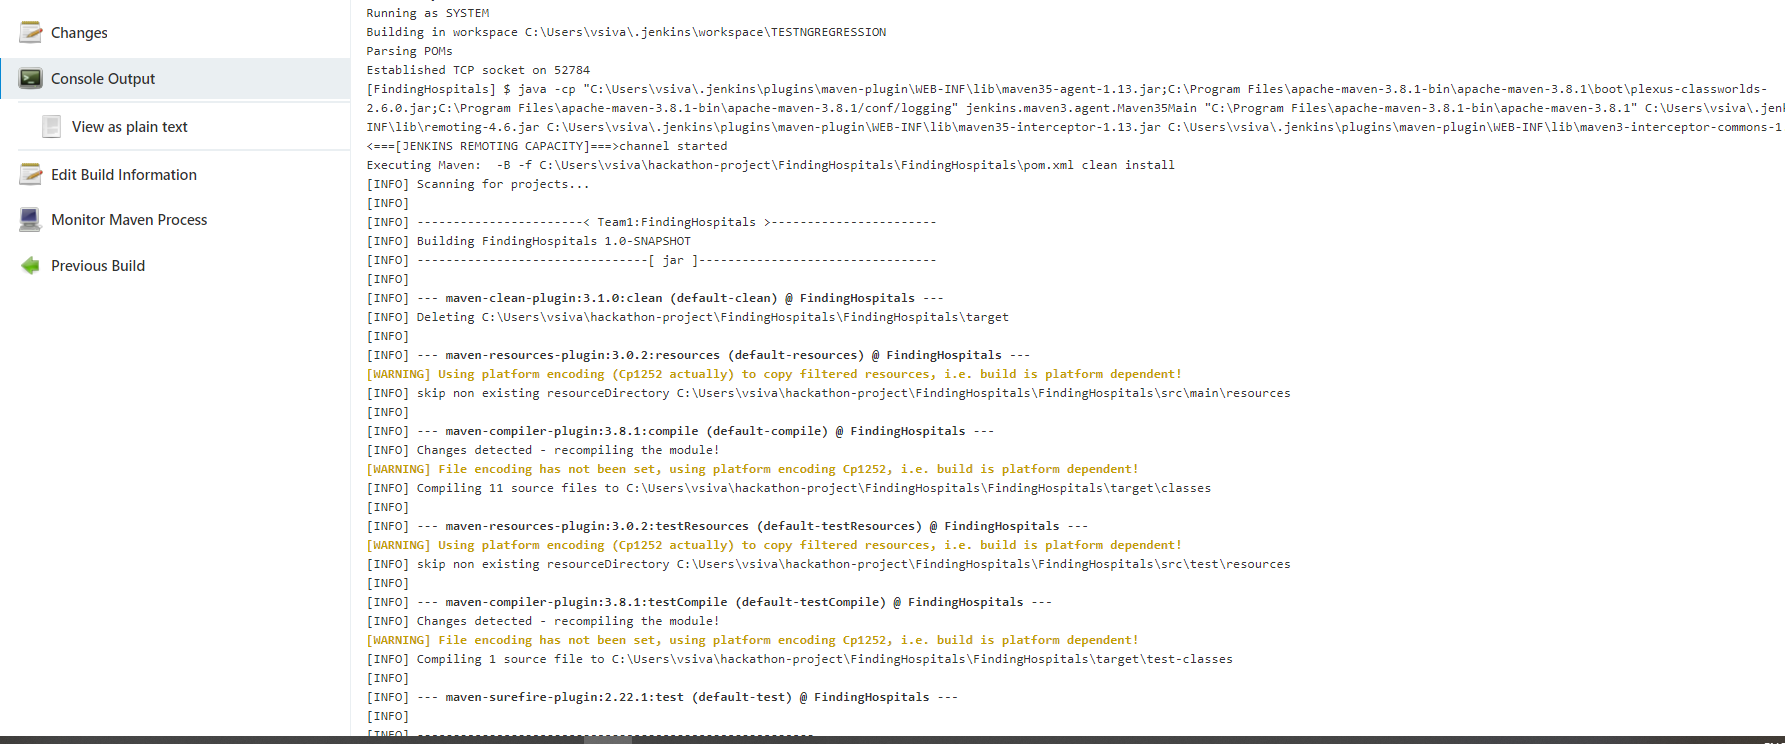 Changes
Console Output
View as plain text
Edit Build Information
Monitor Maven Process
Previous Build
Running as SYSTEM
Building in workspace C:\Users\vsiva\.jenkins\workspace\TESTNGREGRESSION
Parsing POMs
Established TCP socket on 52784
[FindingHospitals] $ java -cp "C:\Users\vsiva\.jenkins\plugins\maven-plugin\WEB-INF\lib\maven35-agent-1.13.jar;C:\Program Files\apache-maven-3.8.1-bin\apache-maven-3.8.1\boot\plexus-classworlds-
2.6.0.jar;C:\Program Files\apache-maven-3.8.1-bin\apache-maven-3.8.1/conf/logging" jenkins.maven3.agent.Maven35Main "C:\Program Files\apache-maven-3.8.1-bin\apache-maven-3.8.1" C:\Users\vsiva\.jen
INF\lib\remoting-4.6.jar C:\Users\vsiva\.jenkins\plugins\maven-plugin\WEB-INF\lib\maven35-interceptor-1.13.jar C:\Users\vsiva\.jenkins\plugins\maven-plugin\WEB-INF\lib\maven3-interceptor-commons-1
<===[JENKINS REMOTING CAPACITY]===>channel started
Executing Maven:  -B -f C:\Users\vsiva\hackathon-project\FindingHospitals\FindingHospitals\pom.xml clean install
[INFO] Scanning for projects...
[INFO]
[INFO] -----------------------< Team1:FindingHospitals >-----------------------
[INFO] Building FindingHospitals 1.0-SNAPSHOT
[INFO] --------------------------------[ jar ]---------------------------------
[INFO]
[INFO] --- maven-clean-plugin:3.1.0:clean (default-clean) @ FindingHospitals ---
[INFO] Deleting C:\Users\vsiva\hackathon-project\FindingHospitals\FindingHospitals\target
[INFO]
[INFO] --- maven-resources-plugin:3.0.2:resources (default-resources) @ FindingHospitals ---
[WARNING] Using platform encoding (Cp1252 actually) to copy filtered resources, i.e. build is platform dependent!
[INFO] skip non existing resourceDirectory C:\Users\vsiva\hackathon-project\FindingHospitals\FindingHospitals\src\main\resources
[INFO]
[INFO] --- maven-compiler-plugin:3.8.1:compile (default-compile) @ FindingHospitals ---
[INFO] Changes detected - recompiling the module!
[WARNING] File encoding has not been set, using platform encoding Cp1252, i.e. build is platform dependent!
[INFO] Compiling 11 source files to C:\Users\vsiva\hackathon-project\FindingHospitals\FindingHospitals\target\classes
[INFO]
[INFO] --- maven-resources-plugin:3.0.2:testResources (default-testResources) @ FindingHospitals ---
[WARNING] Using platform encoding (Cp1252 actually) to copy filtered resources, i.e. build is platform dependent!
[INFO] skip non existing resourceDirectory C:\Users\vsiva\hackathon-project\FindingHospitals\FindingHospitals\src\test\resources
[INFO]
[INFO] --- maven-compiler-plugin:3.8.1:testCompile (default-testCompile) @ FindingHospitals ---
[INFO] Changes detected - recompiling the module!
[WARNING] File encoding has not been set, using platform encoding Cp1252, i.e. build is platform dependent!
[INFO] Compiling 1 source file to C:\Users\vsiva\hackathon-project\FindingHospitals\FindingHospitals\target\test-classes
[INFO]
[INFO] --- maven-surefire-plugin:2.22.1:test (default-test) @ FindingHospitals ---
[INFO]
[INFO] -------------------------------------------------------